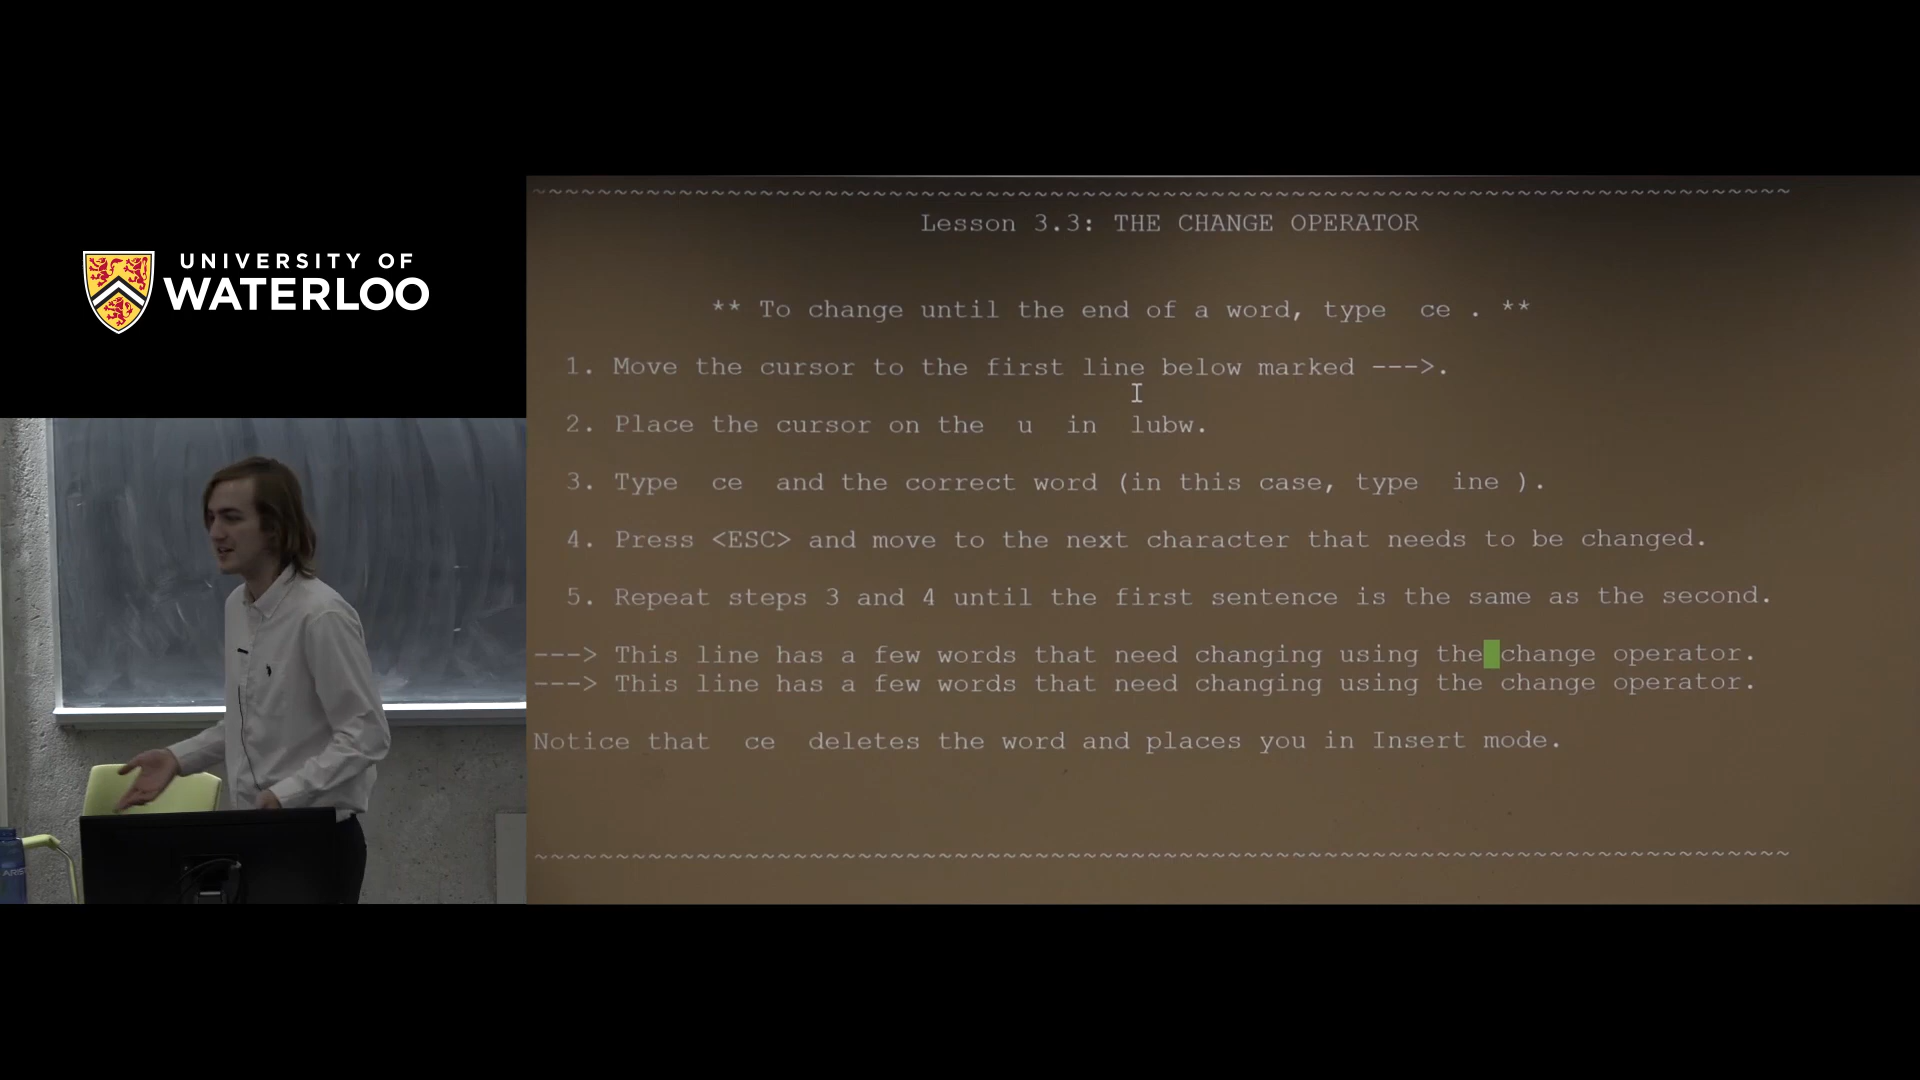 UNIVERSITY OF
WATERLOO
~~~~~~~~~~~~~~~~~~~~~~~~~~~~~~~~~~~~~~~~~~~~~~~~~~~~~~~~~~~~~~~~~~~~~~~~~~~~~~
Lesson 3.3: THE CHANGE OPERATOR
** To change until the end of a word, type  ce . **
1. Move the cursor to the first line below marked --->.
2. Place the cursor on the  u  in  lubw.
3. Type  ce  and the correct word (in this case, type  ine ).
4. Press <ESC> and move to the next character that needs to be changed.
5. Repeat steps 3 and 4 until the first sentence is the same as the second.
---> This line has a few words that need changing using the change operator.
---> This line has a few words that need changing using the change operator.
Notice that  ce  deletes the word and places you in Insert mode.
~~~~~~~~~~~~~~~~~~~~~~~~~~~~~~~~~~~~~~~~~~~~~~~~~~~~~~~~~~~~~~~~~~~~~~~~~~~~~~